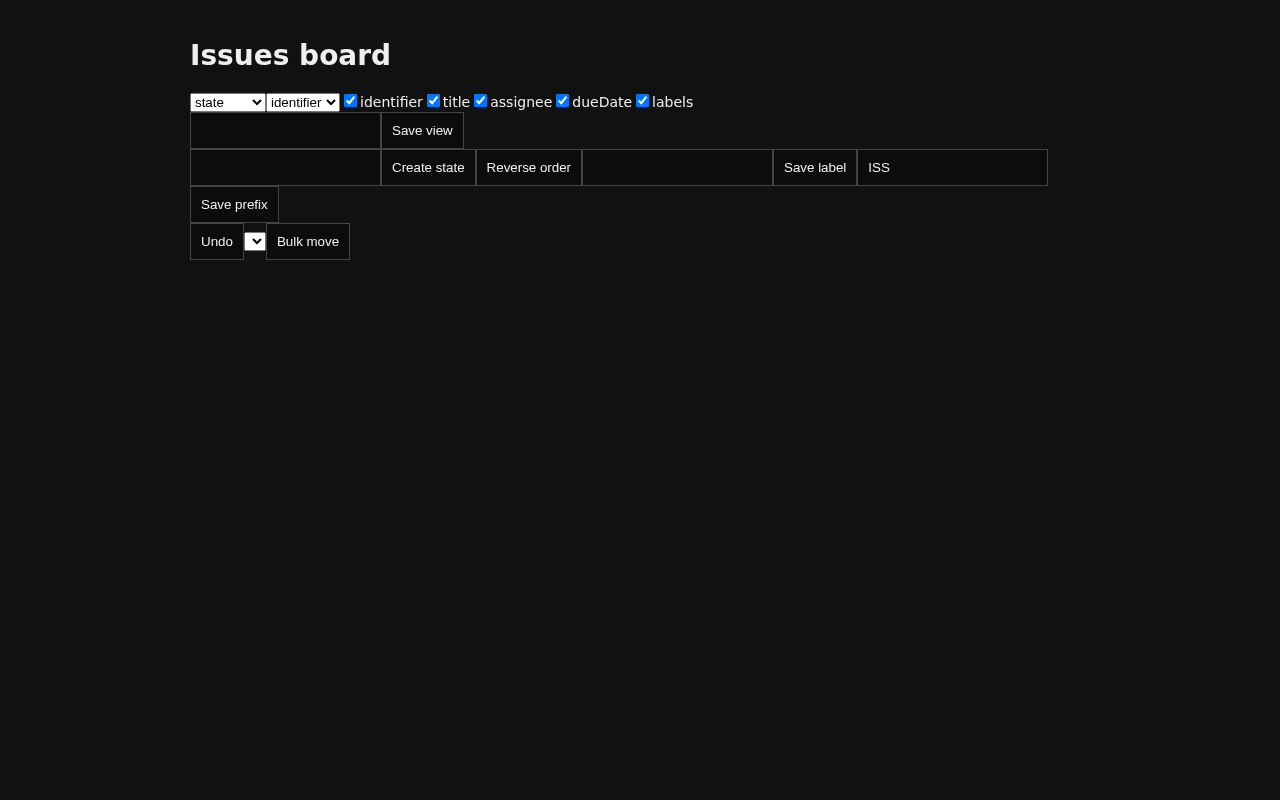 Issues board
state identifier identifier title assignee dueDate labels
Save view
Create state Reverse order Save label ISS
Save prefix
Undo Bulk move